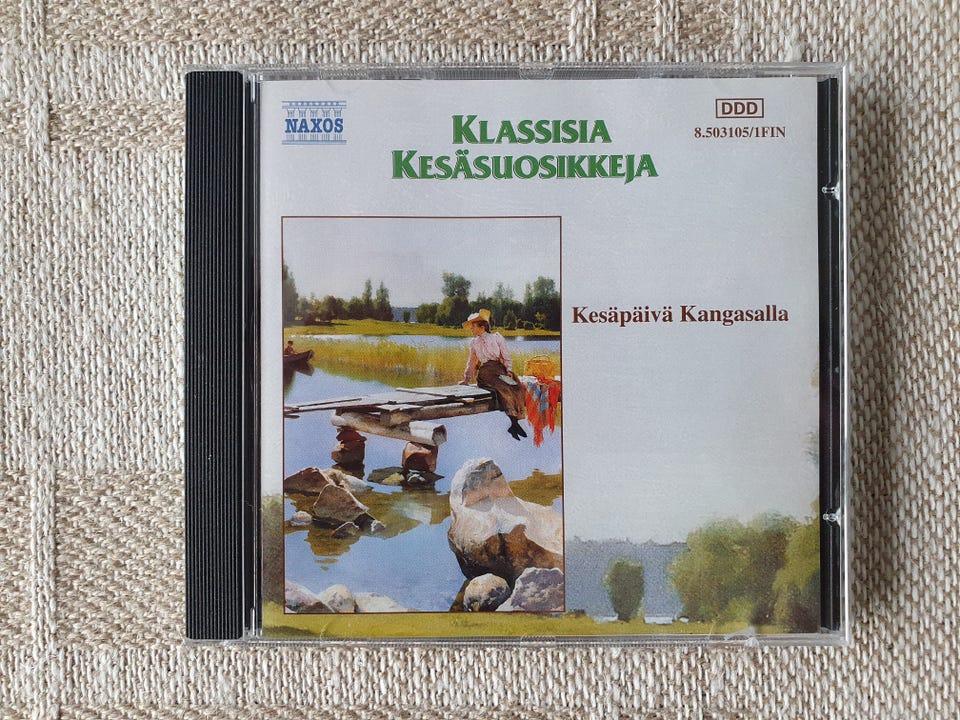 NAXOS
DDD
8.503105/1FIN
KLASSISIA
KESÄSUOSIKKEJA
Kesäpäivä Kangasalla